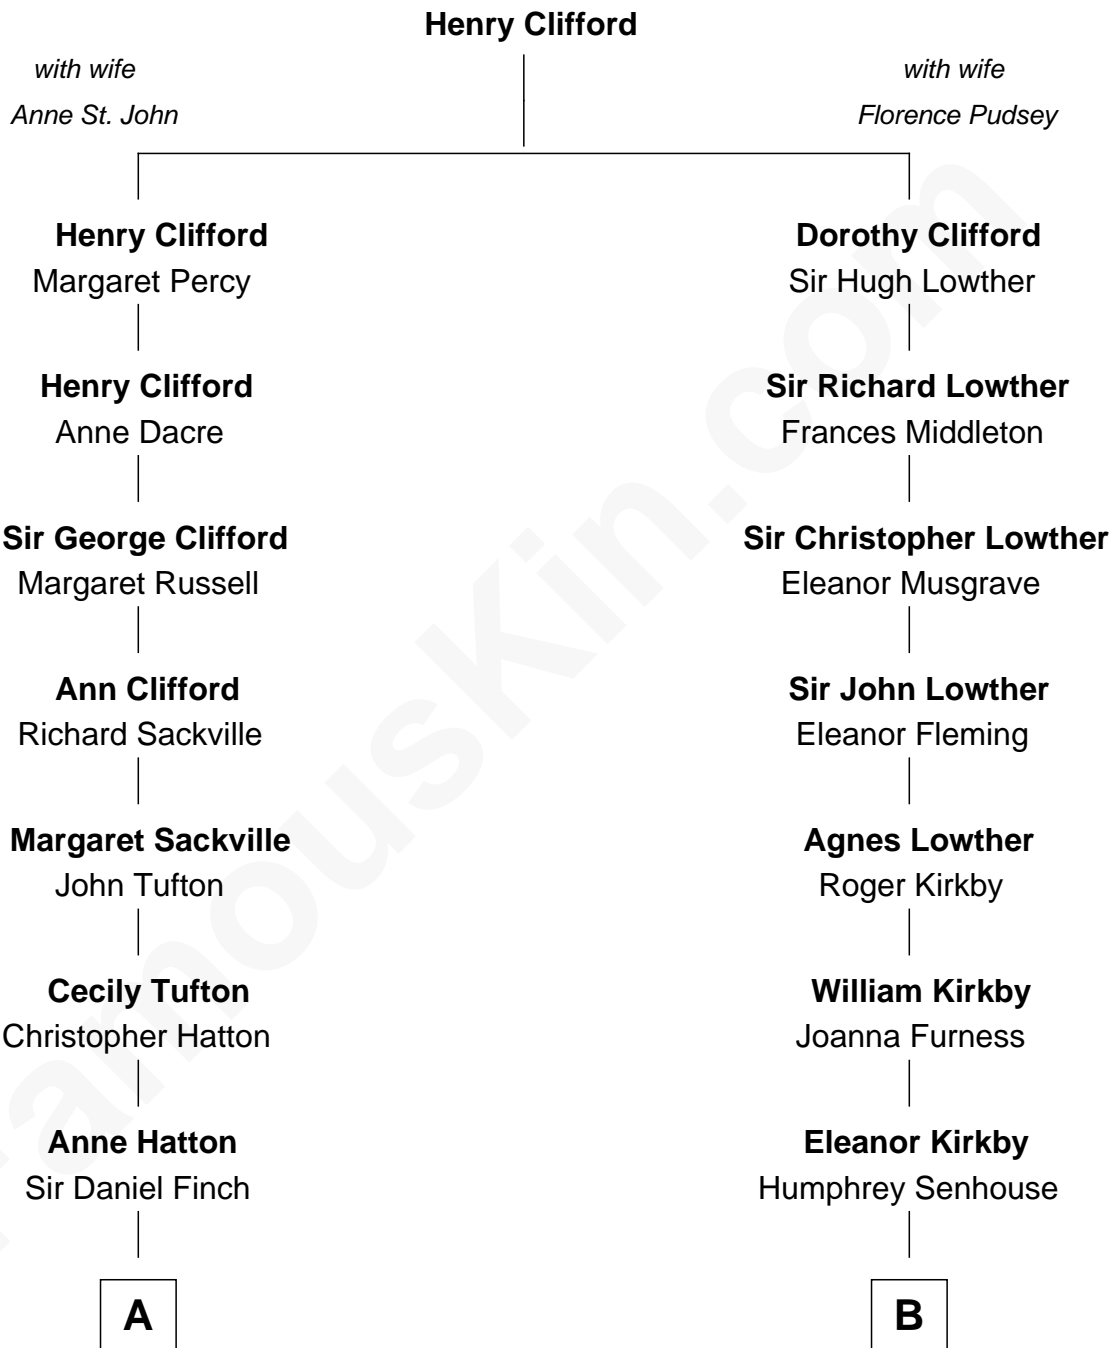 Henry Clifford
with wife
Anne St. John
with wife
Florence Pudsey
Henry Clifford
Margaret Percy
Dorothy Clifford
Sir Hugh Lowther
Henry Clifford
Anne Dacre
Sir Richard Lowther
Frances Middleton
Sir George Clifford
Margaret Russell
Sir Christopher Lowther
Eleanor Musgrave
Ann Clifford
Richard Sackville
Sir John Lowther
Eleanor Fleming
Margaret Sackville
John Tufton
Agnes Lowther
Roger Kirkby
Cecily Tufton
Christopher Hatton
William Kirkby
Joanna Furness
Anne Hatton
Sir Daniel Finch
Eleanor Kirkby
Humphrey Senhouse
A
B
FamousKin.com